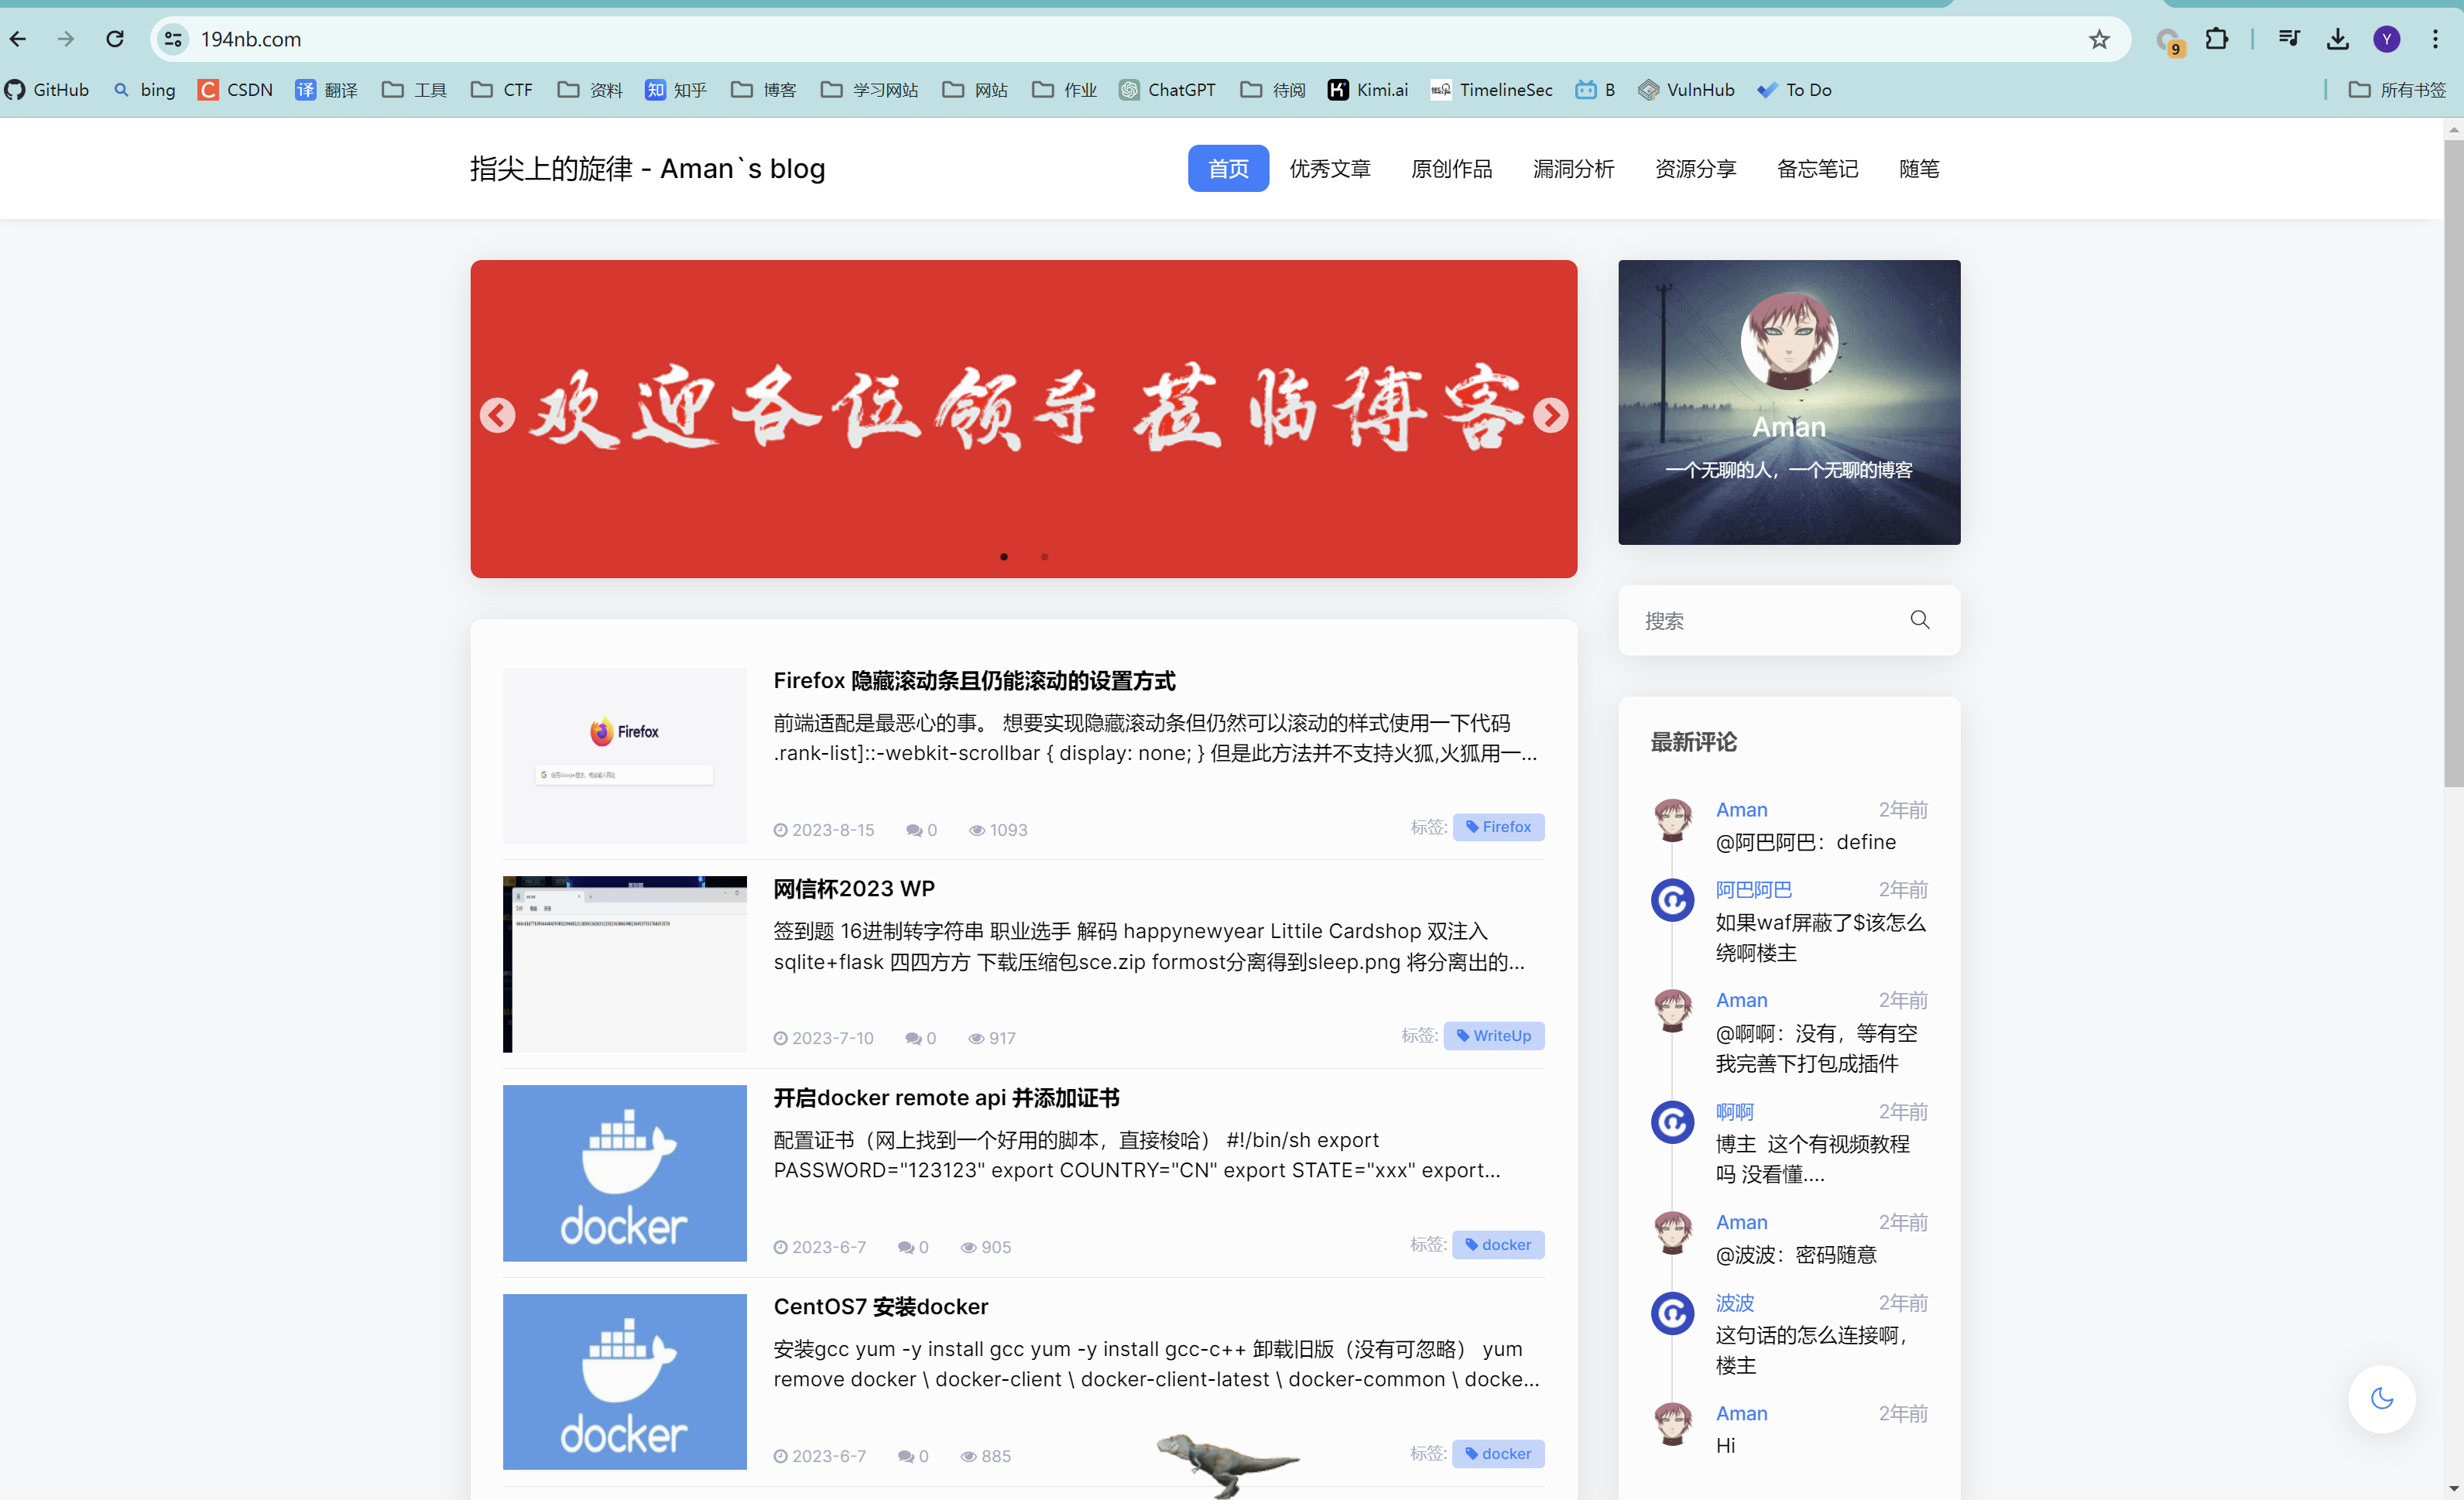 194nb.com
9
Y
GitHub bing CSDN 翻译 工具 CTF 资料 知乎 博客 学习网站 网站 作业 ChatGPT 待阅 Kimi.ai TimelineSec B VulnHub To Do 所有书签
指尖上的旋律 - Aman`s blog
首页 优秀文章 原创作品 漏洞分析 资源分享 备忘笔记 随笔
欢迎各位领导 莅临博客
Aman
一个无聊的人，一个无聊的博客
搜索
Firefox
Firefox 隐藏滚动条且仍能滚动的设置方式
前端适配是最恶心的事。 想要实现隐藏滚动条但仍然可以滚动的样式使用一下代码
.rank-list]::-webkit-scrollbar { display: none; } 但是此方法并不支持火狐,火狐用一...
2023-8-15 0 1093 标签: Firefox
网信杯2023 WP
签到题 16进制转字符串 职业选手 解码 happynewyear Littile Cardshop 双注入
sqlite+flask 四四方方 下载压缩包sce.zip formost分离得到sleep.png 将分离出的...
2023-7-10 0 917 标签: WriteUp
docker
开启docker remote api 并添加证书
配置证书（网上找到一个好用的脚本，直接梭哈） #!/bin/sh export
PASSWORD="123123" export COUNTRY="CN" export STATE="xxx" export...
2023-6-7 0 905 标签: docker
docker
CentOS7 安装docker
安装gcc yum -y install gcc yum -y install gcc-c++ 卸载旧版（没有可忽略） yum
remove docker \ docker-client \ docker-client-latest \ docker-common \ docke...
2023-6-7 0 885 标签: docker
最新评论
Aman 2年前
@阿巴阿巴：define
阿巴阿巴 2年前
如果waf屏蔽了$该怎么
绕啊楼主
Aman 2年前
@啊啊：没有，等有空
我完善下打包成插件
啊啊 2年前
博主 这个有视频教程
吗 没看懂....
Aman 2年前
@波波：密码随意
波波 2年前
这句话的怎么连接啊，
楼主
Aman 2年前
Hi